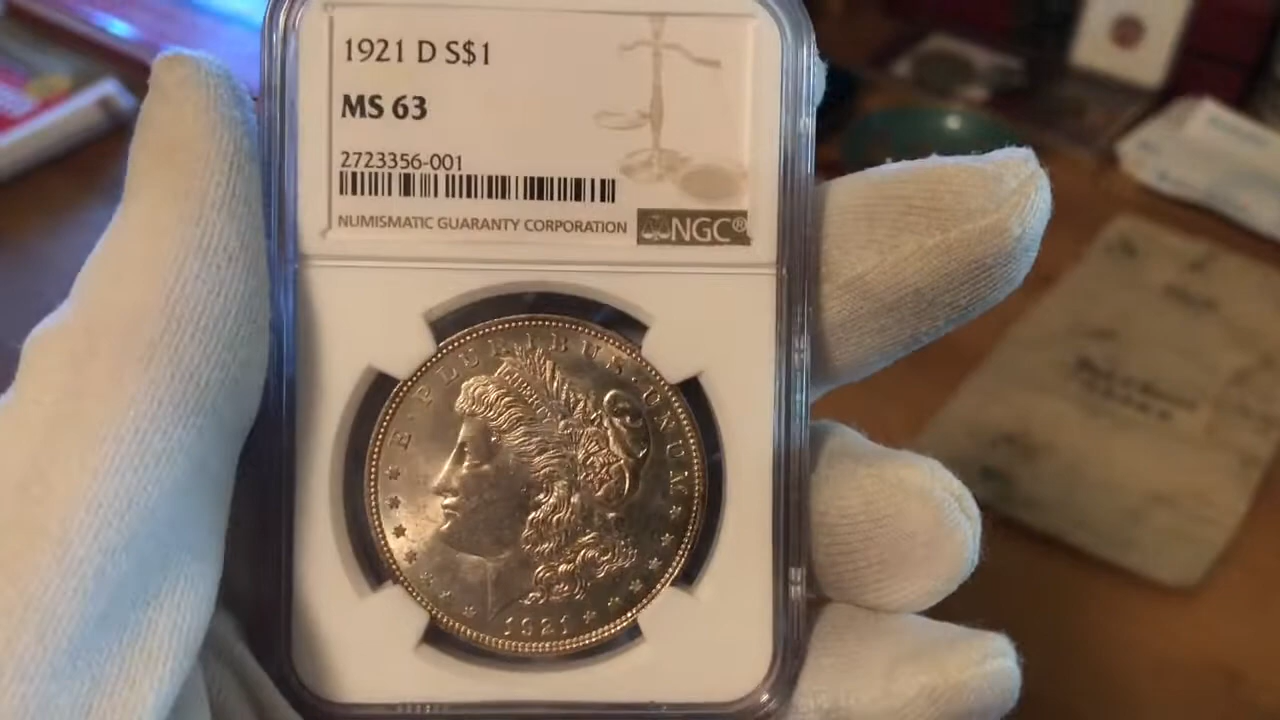 1921 D S$1
MS 63
2723356-001
NUMISMATIC GUARANTY CORPORATION
NGC®
E·PLURIBUS·UNUM
1921